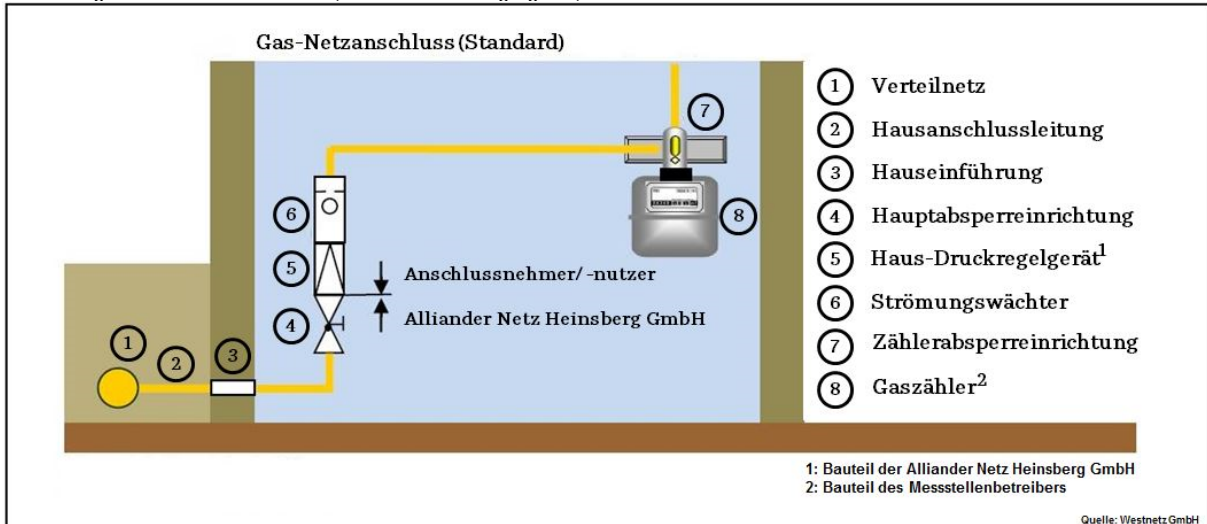 Gas-Netzanschluss (Standard)
1 Verteilnetz
2 Hausanschlussleitung
3 Hauseinführung
4 Hauptabsperreinrichtung
5 Haus-Druckregelgerät¹
6 Strömungswächter
7 Zählerabsperreinrichtung
8 Gaszähler²
7
6
8
5
Anschlussnehmer/-nutzer
4
Alliander Netz Heinsberg GmbH
1
2
3
1: Bauteil der Alliander Netz Heinsberg GmbH
2: Bauteil des Messstellenbetreibers
Quelle: Westnetz GmbH